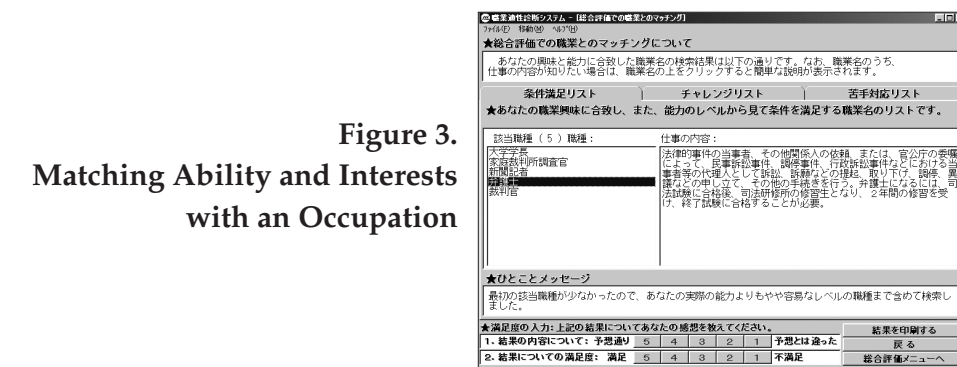 Figure 3.
Matching Ability and Interests
with an Occupation
職業適性診断システム - [総合評価での職業とのマッチング]
ファイル(F) 移動(M) ヘルプ(H)
★総合評価での職業とのマッチングについて
あなたの興味と能力に合致した職業名の検索結果は以下の通りです。なお、職業名のうち、
仕事の内容が知りたい場合は、職業名の上をクリックすると簡単な説明が表示されます。
条件満足リスト チャレンジリスト 苦手対応リスト
★あなたの職業興味に合致し、また、能力のレベルから見て条件を満足する職業名のリストです。
該当職種(5)職種: 仕事の内容:
大学学長
家庭裁判所調査官
新聞記者
弁護士
裁判官
法律的事件の当事者、その他関係人の依頼、または、官公庁の委嘱
によって、民事訴訟事件、調停事件、行政訴訟事件などにおける当
事者等の代理人として訴訟、訴願などの提起、取り下げ、調停、異
議などの申し立て、その他の手続きを行う。弁護士になるには、司
法試験に合格後、司法研修所の修習生となり、2年間の修習を受
け、終了試験に合格することが必要。
★ひとことメッセージ
最初の該当職種が少なかったので、あなたの実際の能力よりもやや容易なレベルの職種まで含めて検索し
ました。
★満足度の入力:上記の結果についてあなたの感想を教えてください。
1. 結果の内容について: 予想通り 5 4 3 2 1 予想とは違った
2. 結果についての満足度: 満足 5 4 3 2 1 不満足
結果を印刷する
戻る
総合評価メニューへ